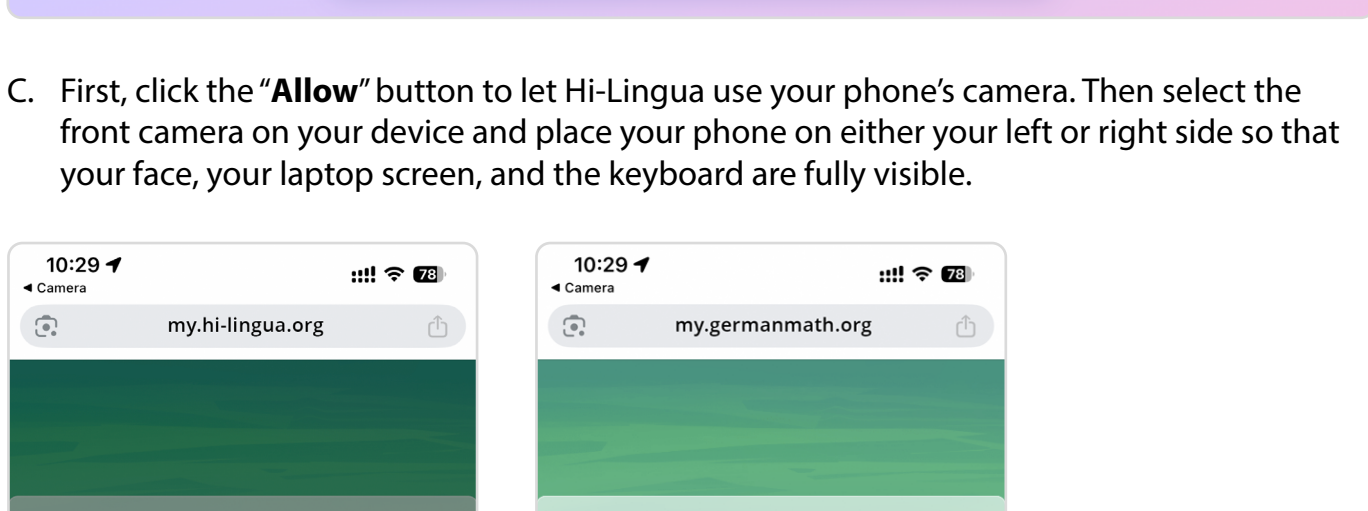 C. First, click the “Allow” button to let Hi-Lingua use your phone’s camera. Then select the
front camera on your device and place your phone on either your left or right side so that
your face, your laptop screen, and the keyboard are fully visible.
10:29
78
◀ Camera
my.hi-lingua.org
10:29
78
◀ Camera
my.germanmath.org